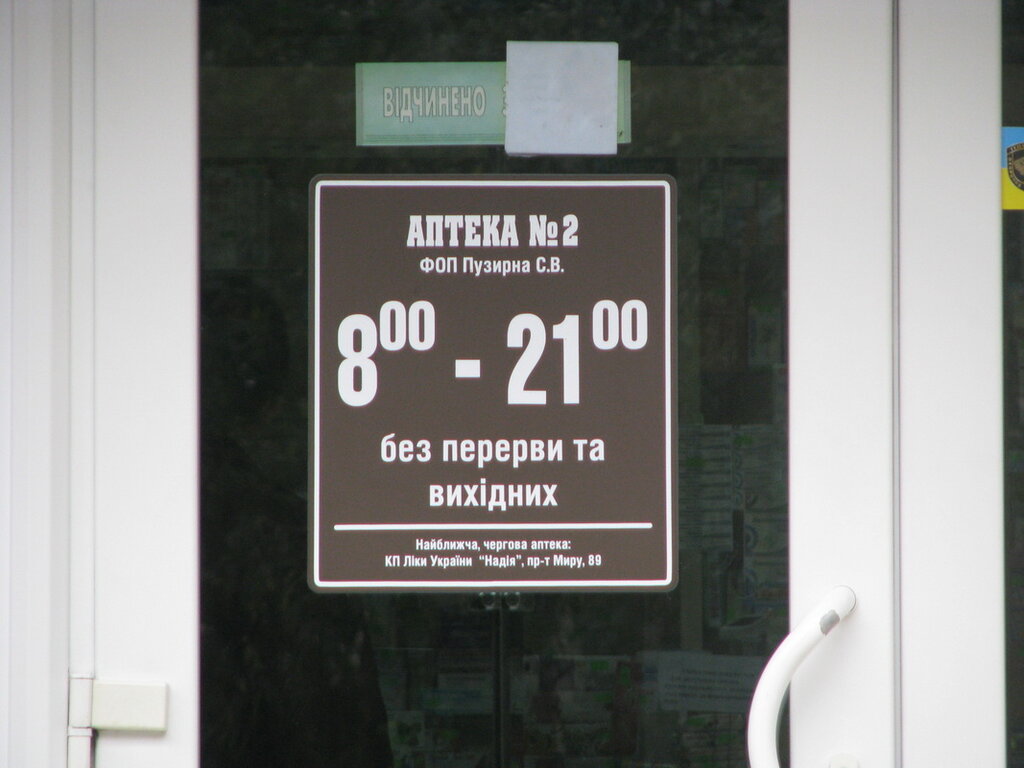 ВІДЧИНЕНО
АПТЕКА №2
ФОП Пузирна С.В.
8⁰⁰ - 21⁰⁰
без перерви та
вихідних
Найближча, чергова аптека:
КП Ліки України "Надія", пр-т Миру, 89